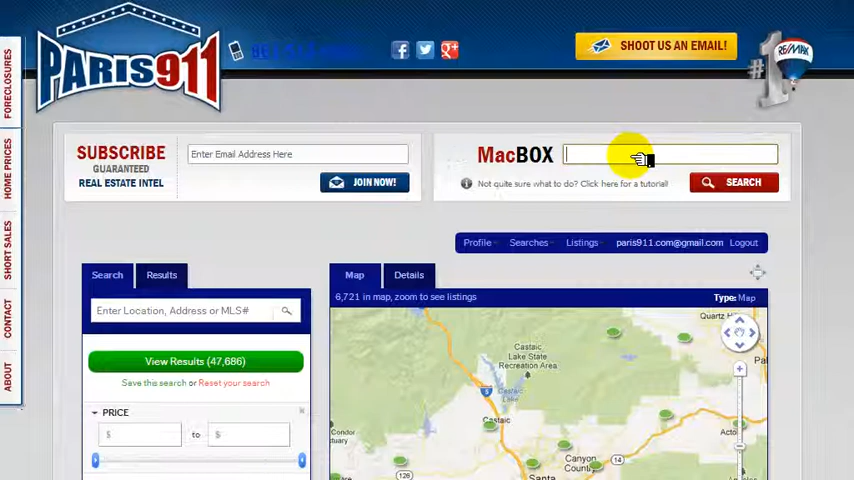 PARIS911
SHOOT US AN EMAIL!
#1
RE/MAX
FORECLOSURES
HOME PRICES
SHORT SALES
CONTACT
ABOUT
SUBSCRIBE
GUARANTEED
REAL ESTATE INTEL
Enter Email Address Here
JOIN NOW!
MacBOX
Not quite sure what to do? Click here for a tutorial!
SEARCH
Profile Searches Listings paris911.com@gmail.com Logout
Search Results
Enter Location, Address or MLS#
View Results (47,686)
Save this search or Reset your search
PRICE
$ to $
Map Details
6,721 in map, zoom to see listings
Type: Map
Quartz Hi
Castaic
Lake State
Recreation Area
5
Castaic
Condor
126
Canyon
Country
Santa
14
Acto